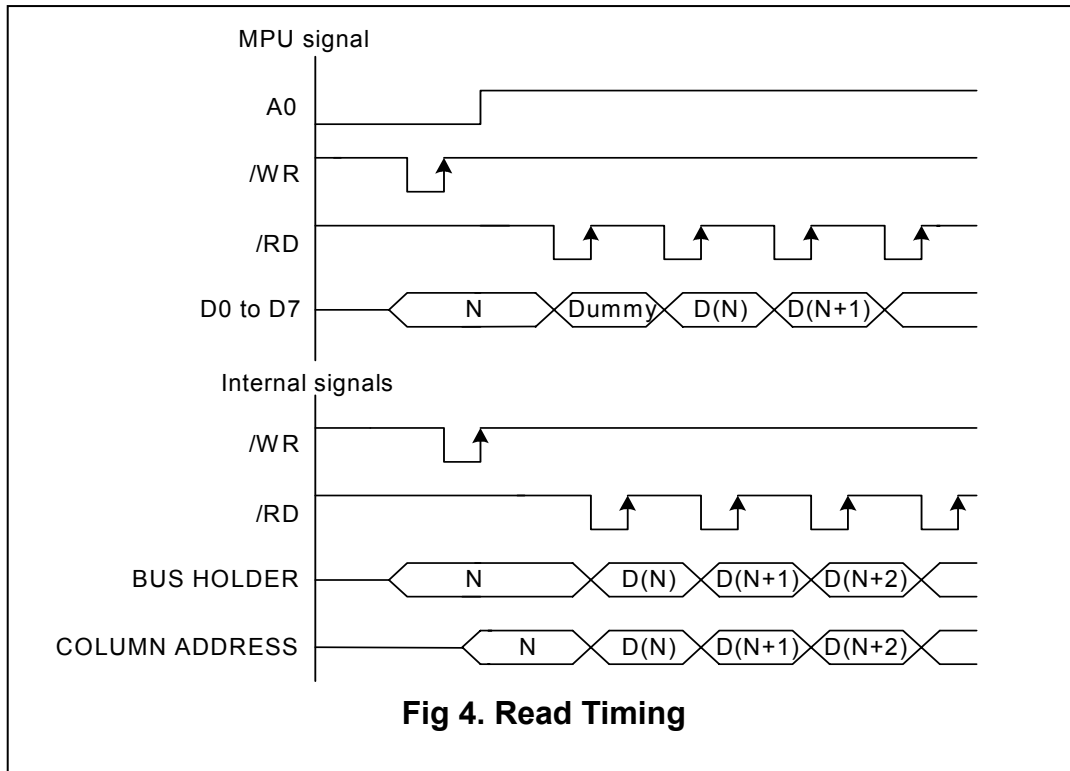 MPU signal
A0
/WR
/RD
D0 to D7 N Dummy D(N) D(N+1)
Internal signals
/WR
/RD
BUS HOLDER N D(N) D(N+1) D(N+2)
COLUMN ADDRESS N D(N) D(N+1) D(N+2)
Fig 4. Read Timing